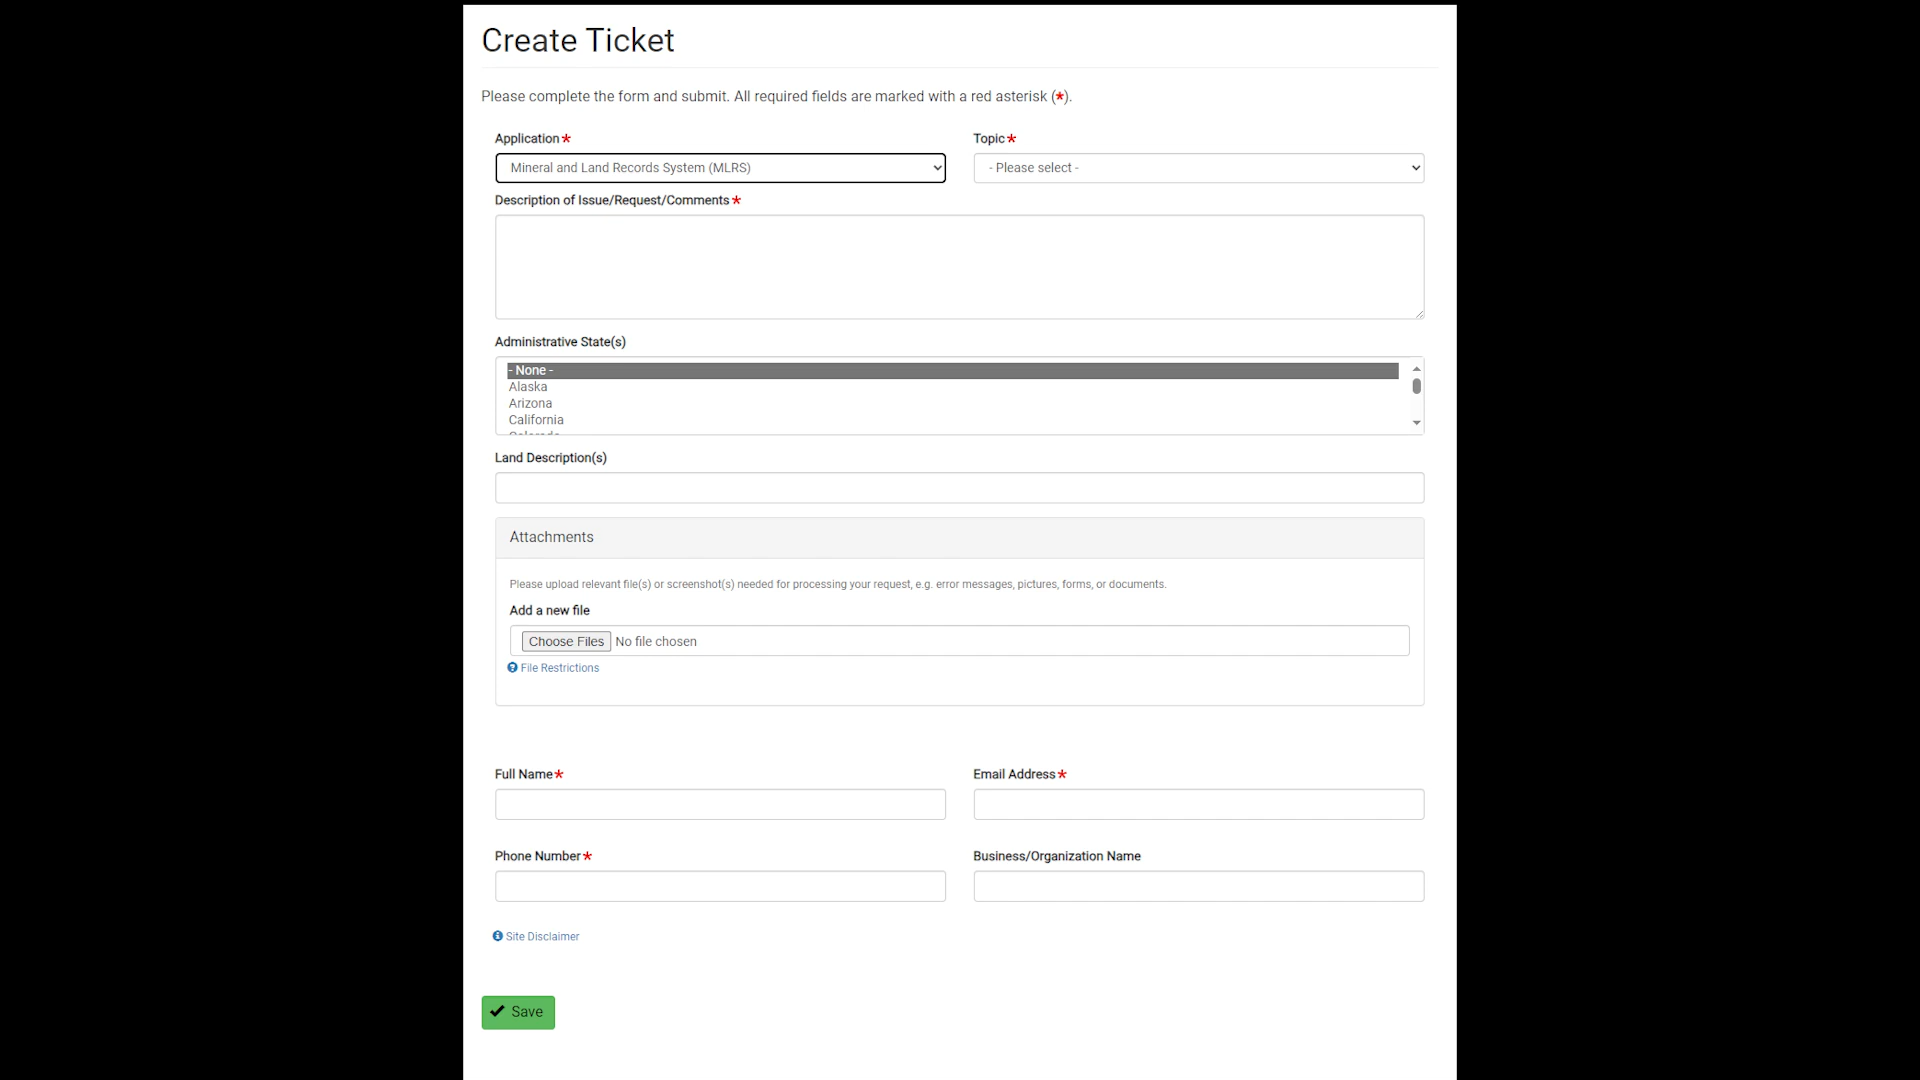 Create Ticket
Please complete the form and submit. All required fields are marked with a red asterisk (*).
Application*
Topic*
Mineral and Land Records System (MLRS)
- Please select -
Description of Issue/Request/Comments *
Administrative State(s)
- None -
Alaska
Arizona
California
Land Description(s)
Attachments
Please upload relevant file(s) or screenshot(s) needed for processing your request, e.g. error messages, pictures, forms, or documents.
Add a new file
Choose Files No file chosen
File Restrictions
Full Name*
Email Address*
Phone Number*
Business/Organization Name
Site Disclaimer
Save